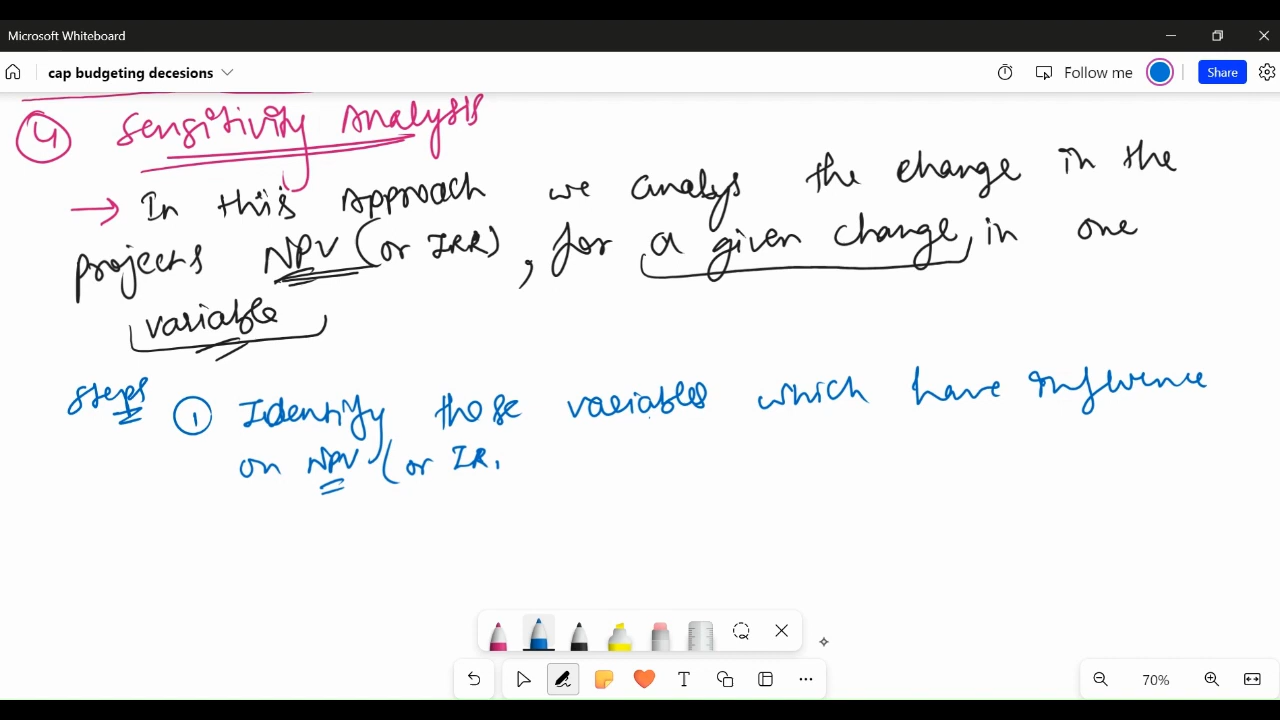 Microsoft Whiteboard
cap budgeting decesions
Follow me
Share
4 Sensitivity Analysis
→ In this Approach we analys the change in the
projects NPV (or IRR), for a given change, in one
variable
Steps 1 Identify those variables which have influence
on NPV (or IR
T
70%